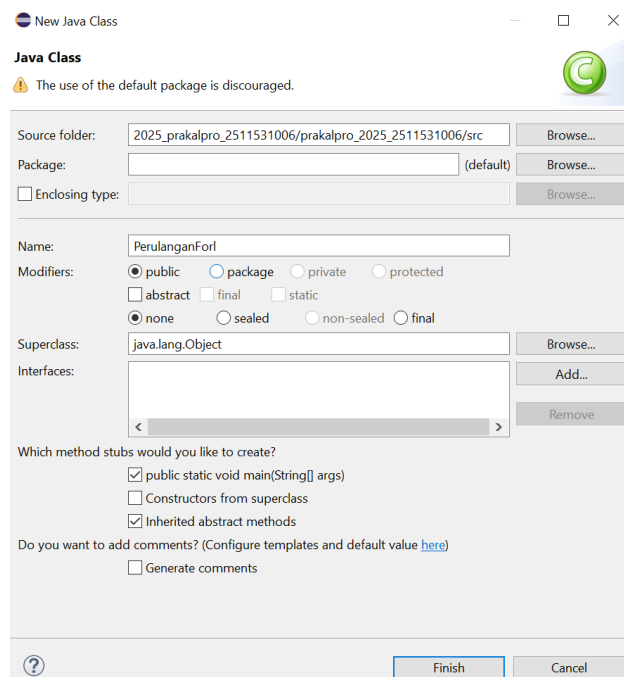 New Java Class
Java Class
The use of the default package is discouraged.
Source folder: 2025_prakalpro_2511531006/prakalpro_2025_2511531006/src Browse...
Package: (default) Browse...
Enclosing type: Browse...
Name: PerulanganForI
Modifiers: public package private protected
abstract final static
none sealed non-sealed final
Superclass: java.lang.Object Browse...
Interfaces: Add...
Remove
Which method stubs would you like to create?
public static void main(String[] args)
Constructors from superclass
Inherited abstract methods
Do you want to add comments? (Configure templates and default value here)
Generate comments
? Finish Cancel